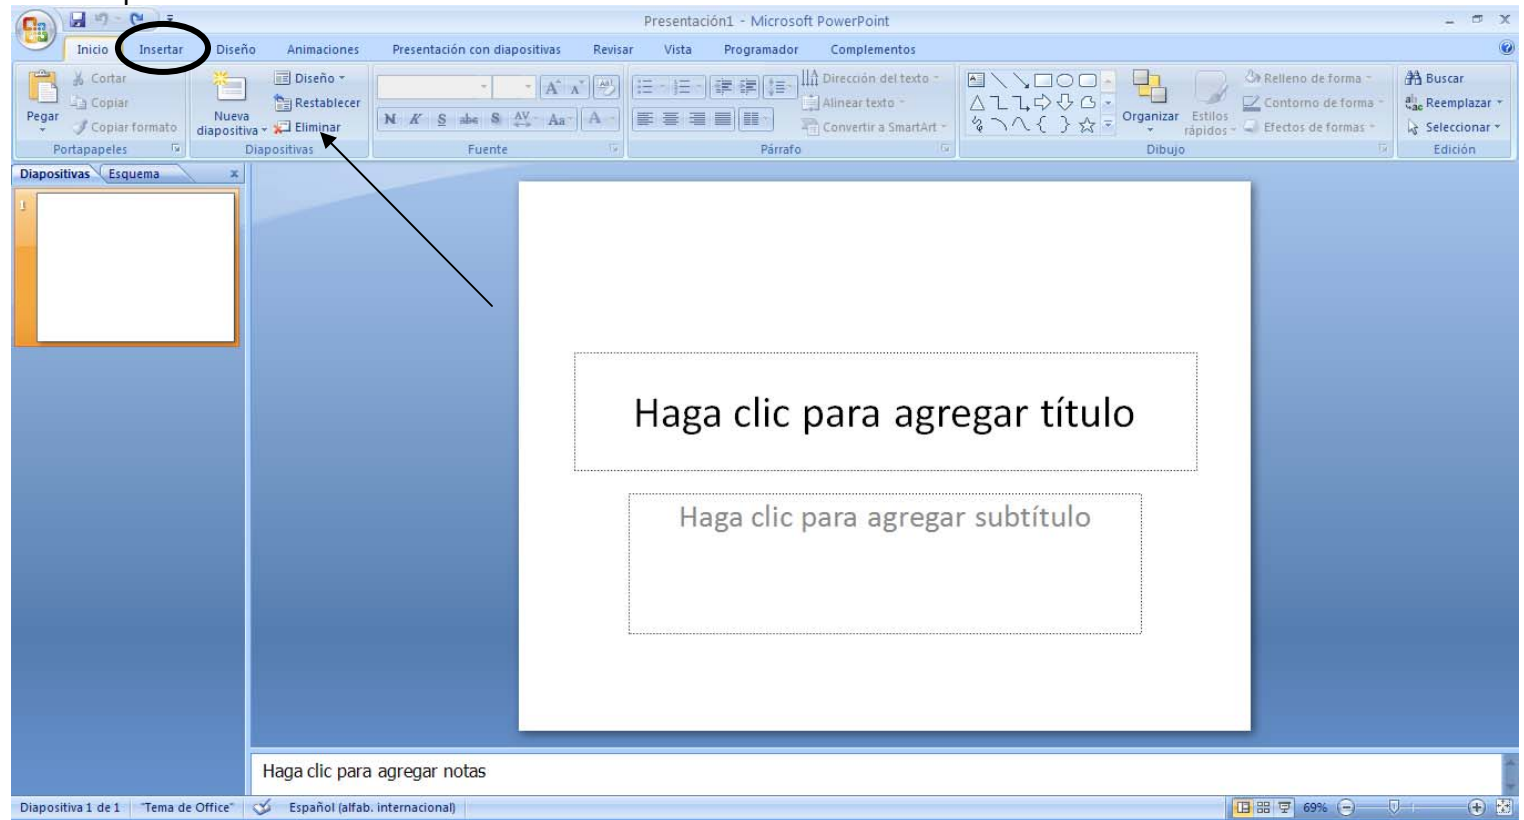 Presentación1 - Microsoft PowerPoint
Inicio Insertar Diseño Animaciones Presentación con diapositivas Revisar Vista Programador Complementos
Pegar
Cortar
Copiar
Copiar formato
Portapapeles
Nueva
diapositiva
Diseño
Restablecer
Eliminar
Diapositivas
N K S abc S AV Aa A
Fuente
Dirección del texto
Alinear texto
Convertir a SmartArt
Párrafo
Organizar
Estilos
rápidos
Relleno de forma
Contorno de forma
Efectos de formas
Dibujo
Buscar
Reemplazar
Seleccionar
Edición
Diapositivas Esquema
1
Haga clic para agregar título
Haga clic para agregar subtítulo
Haga clic para agregar notas
Diapositiva 1 de 1 "Tema de Office" Español (alfab. internacional) 69%